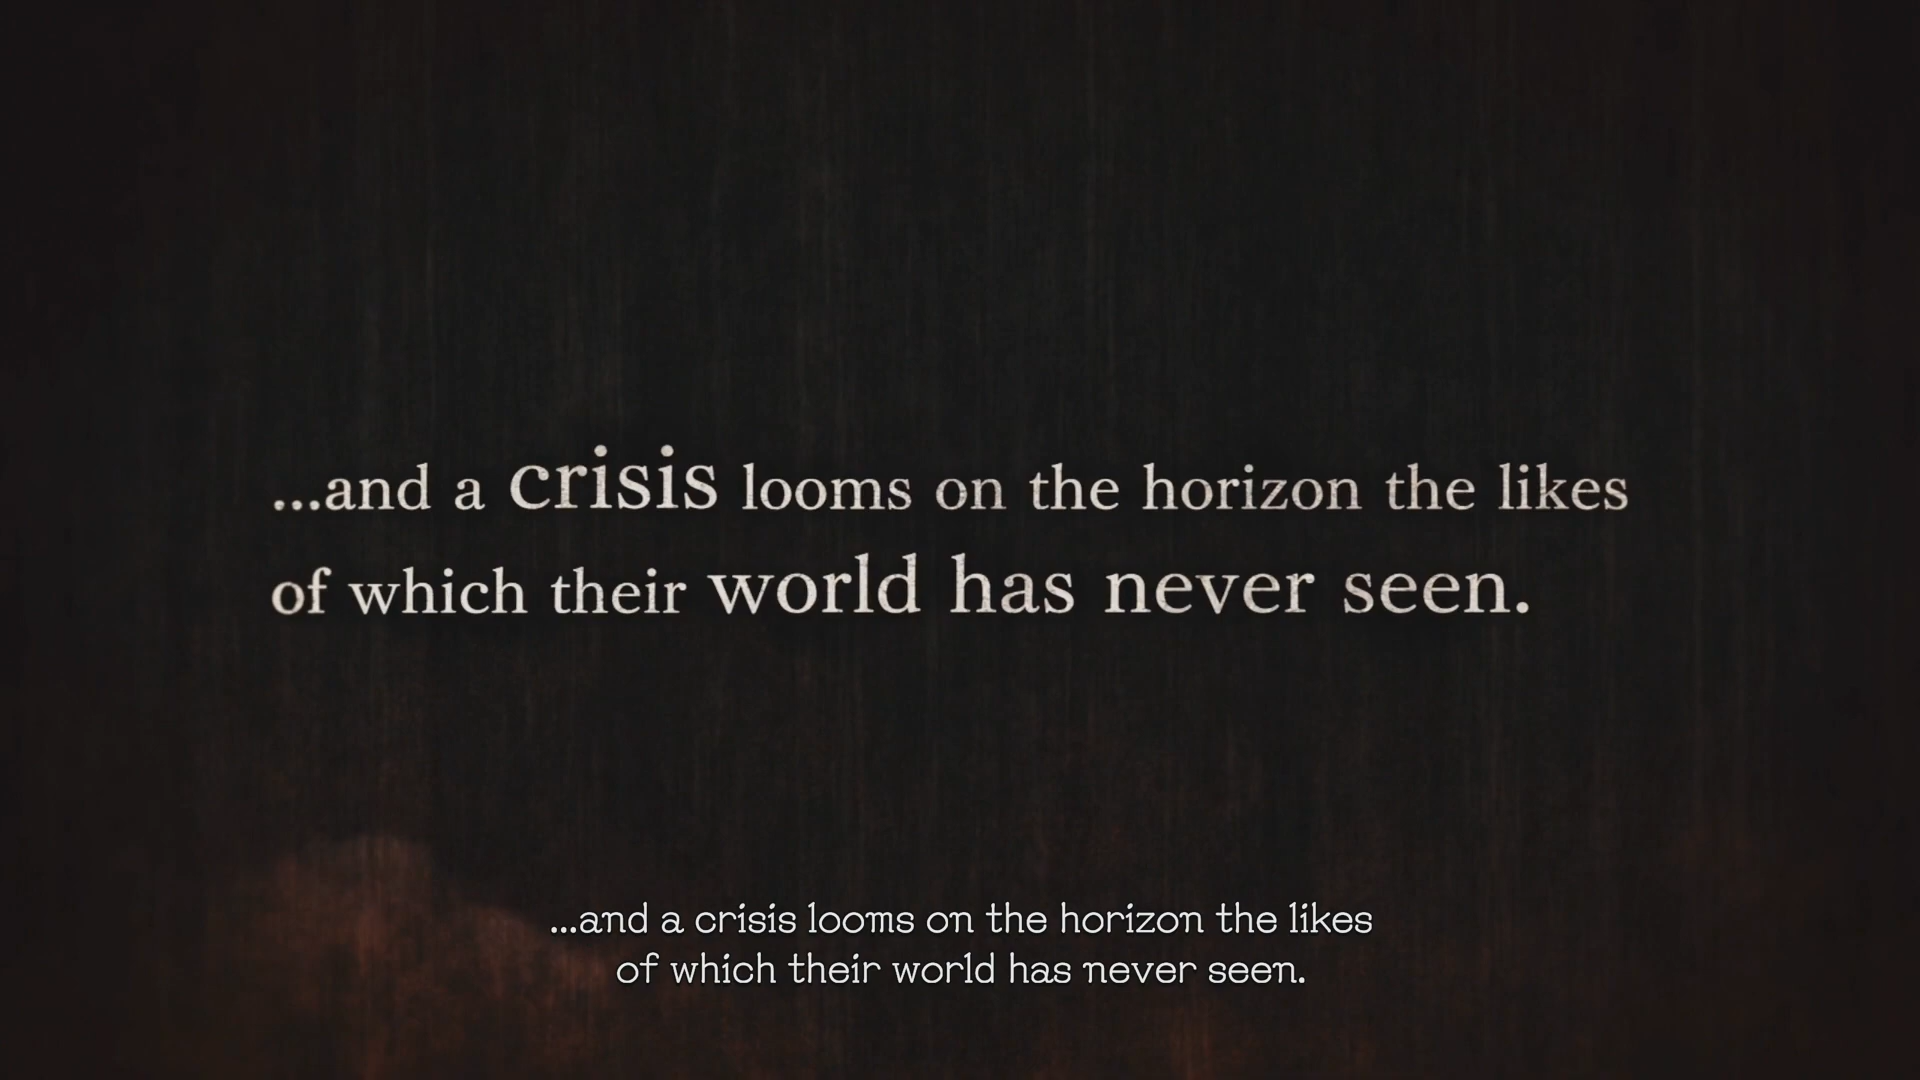 ...and a crisis looms on the horizon the likes
of which their world has never seen.
...and a crisis looms on the horizon the likes
of which their world has never seen.